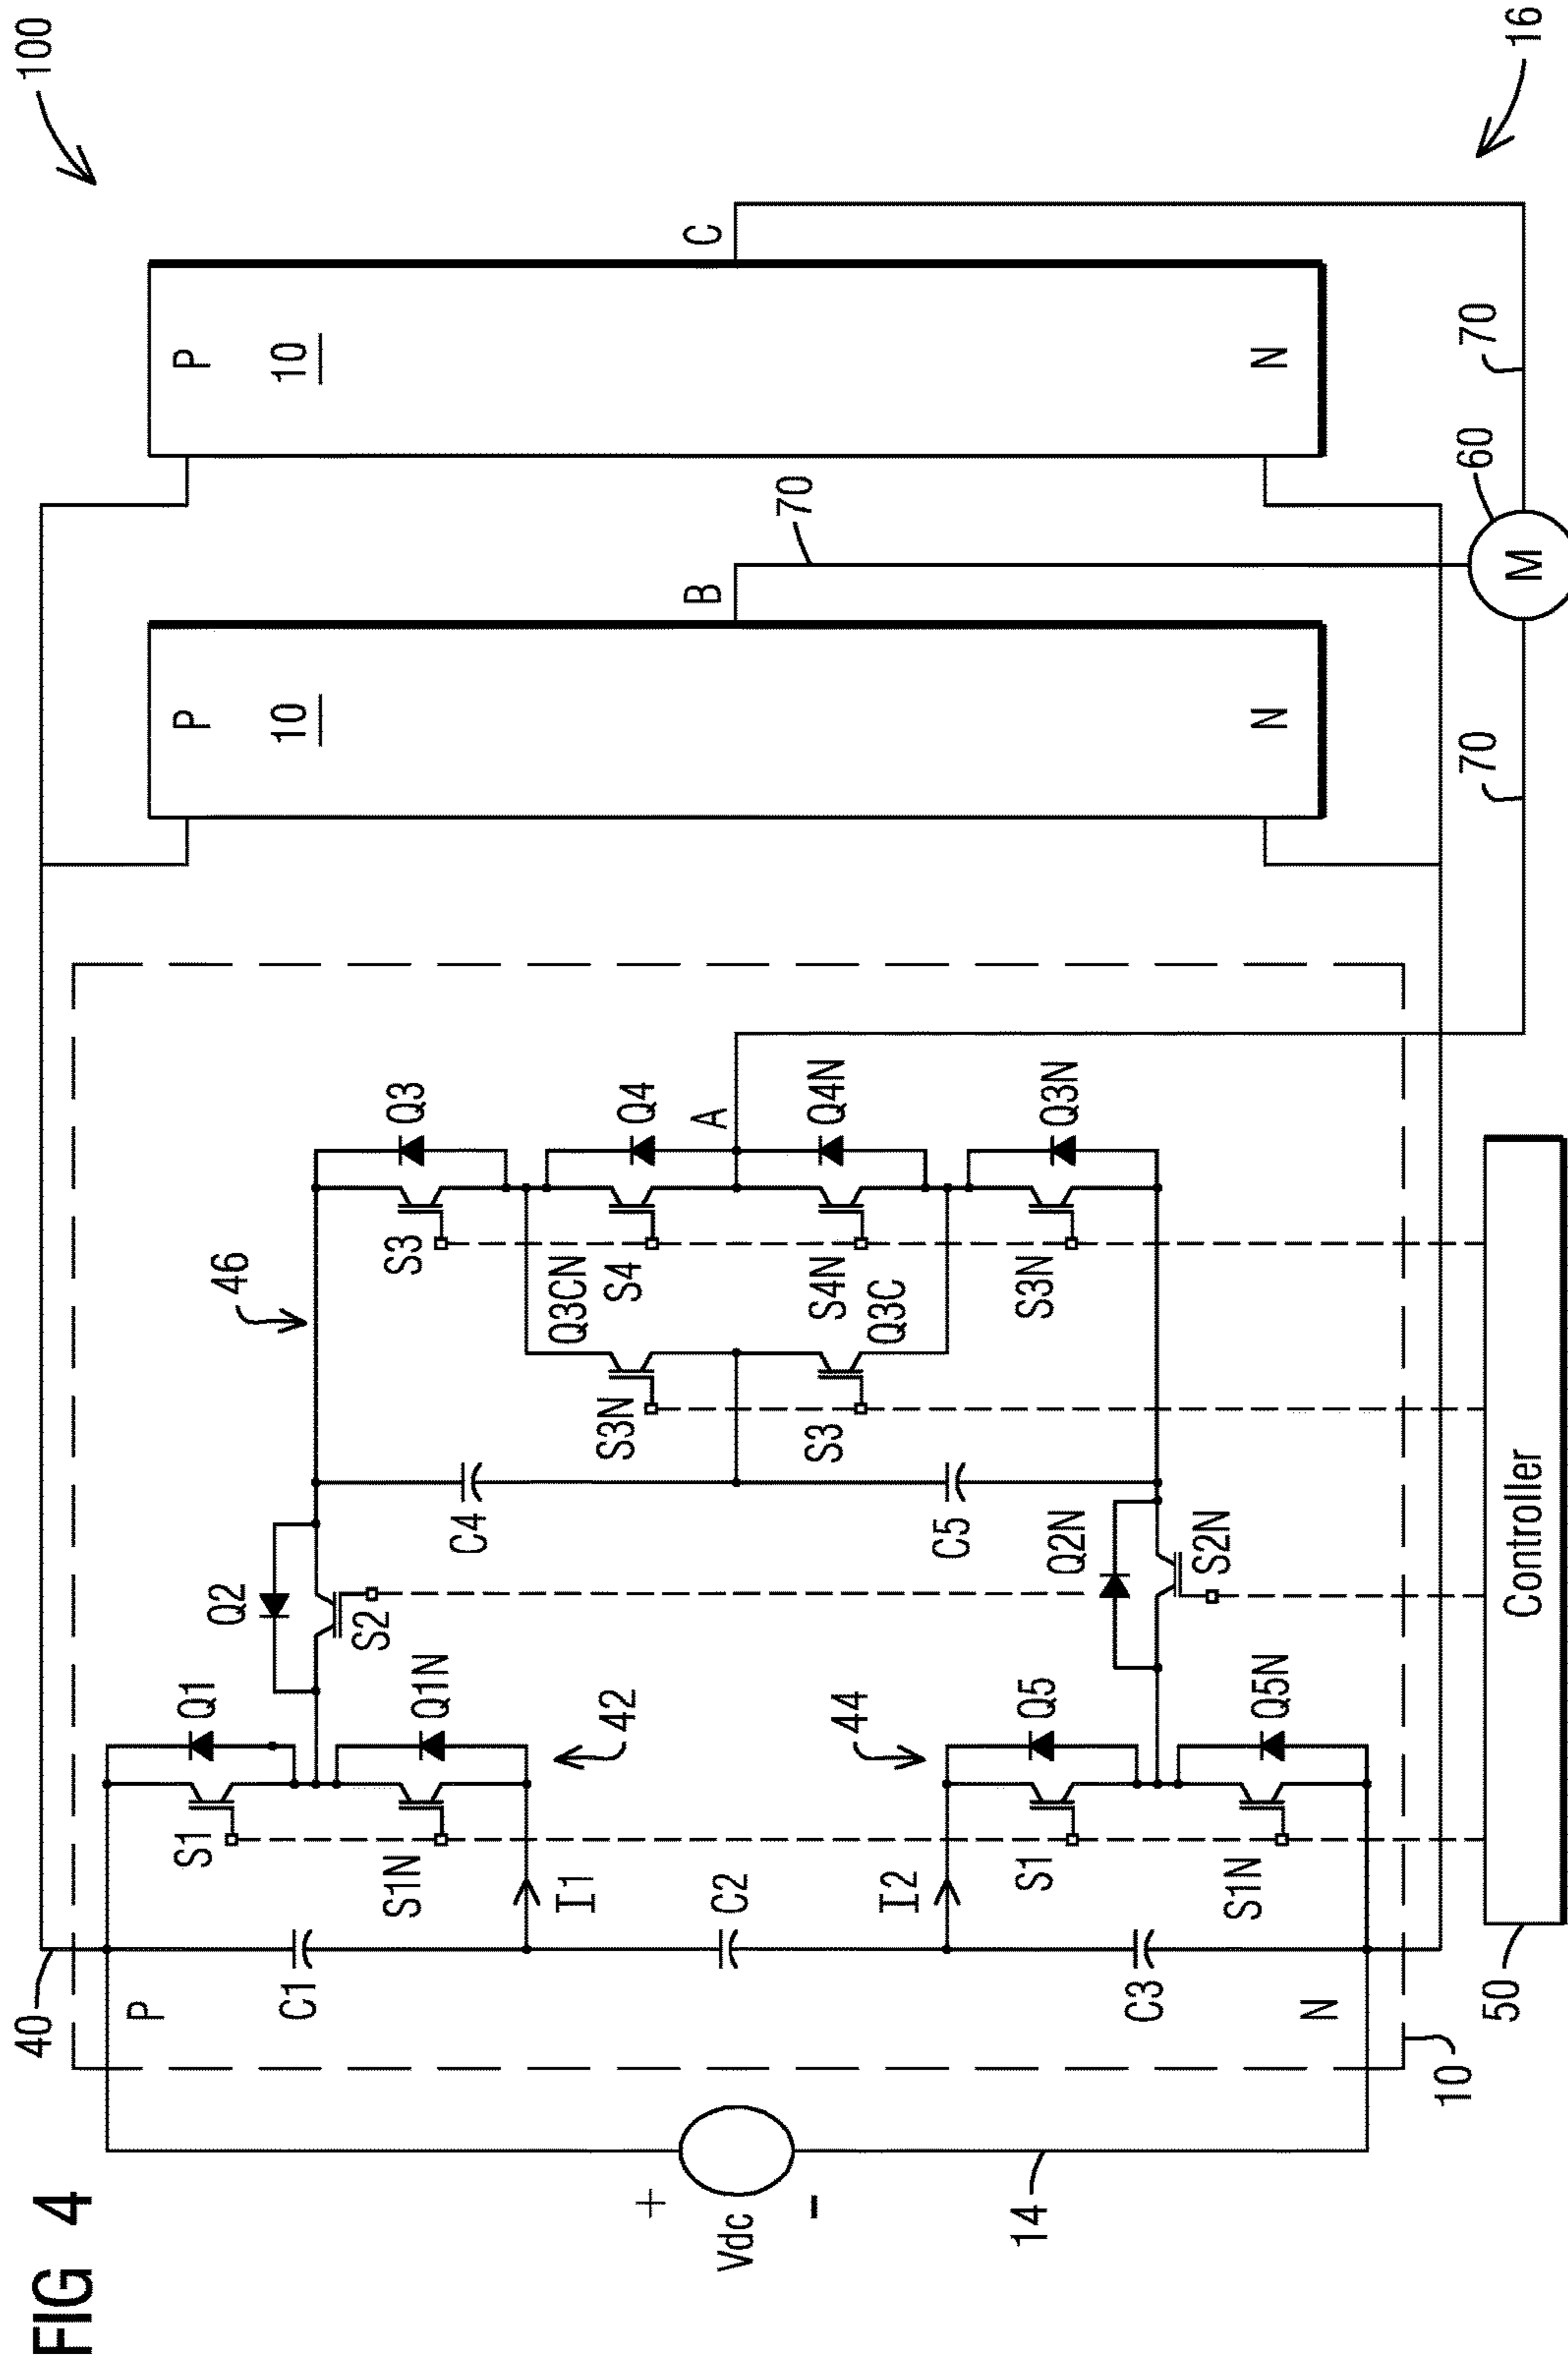 FIG 4
100
16
40
P
N
Vdc
+
-
14
10
C1
C2
C3
I1
I2
S1
Q1
S1N
Q1N
42
44
S1
Q5
S1N
Q5N
Q2
S2
Q2N
S2N
C4
C5
46
S3N
Q3CN
S3
Q3C
S3
Q3
S4
Q4
A
S4N
Q4N
S3N
Q3N
P
10
N
B
70
P
10
N
C
70
70
60
M
Controller
50